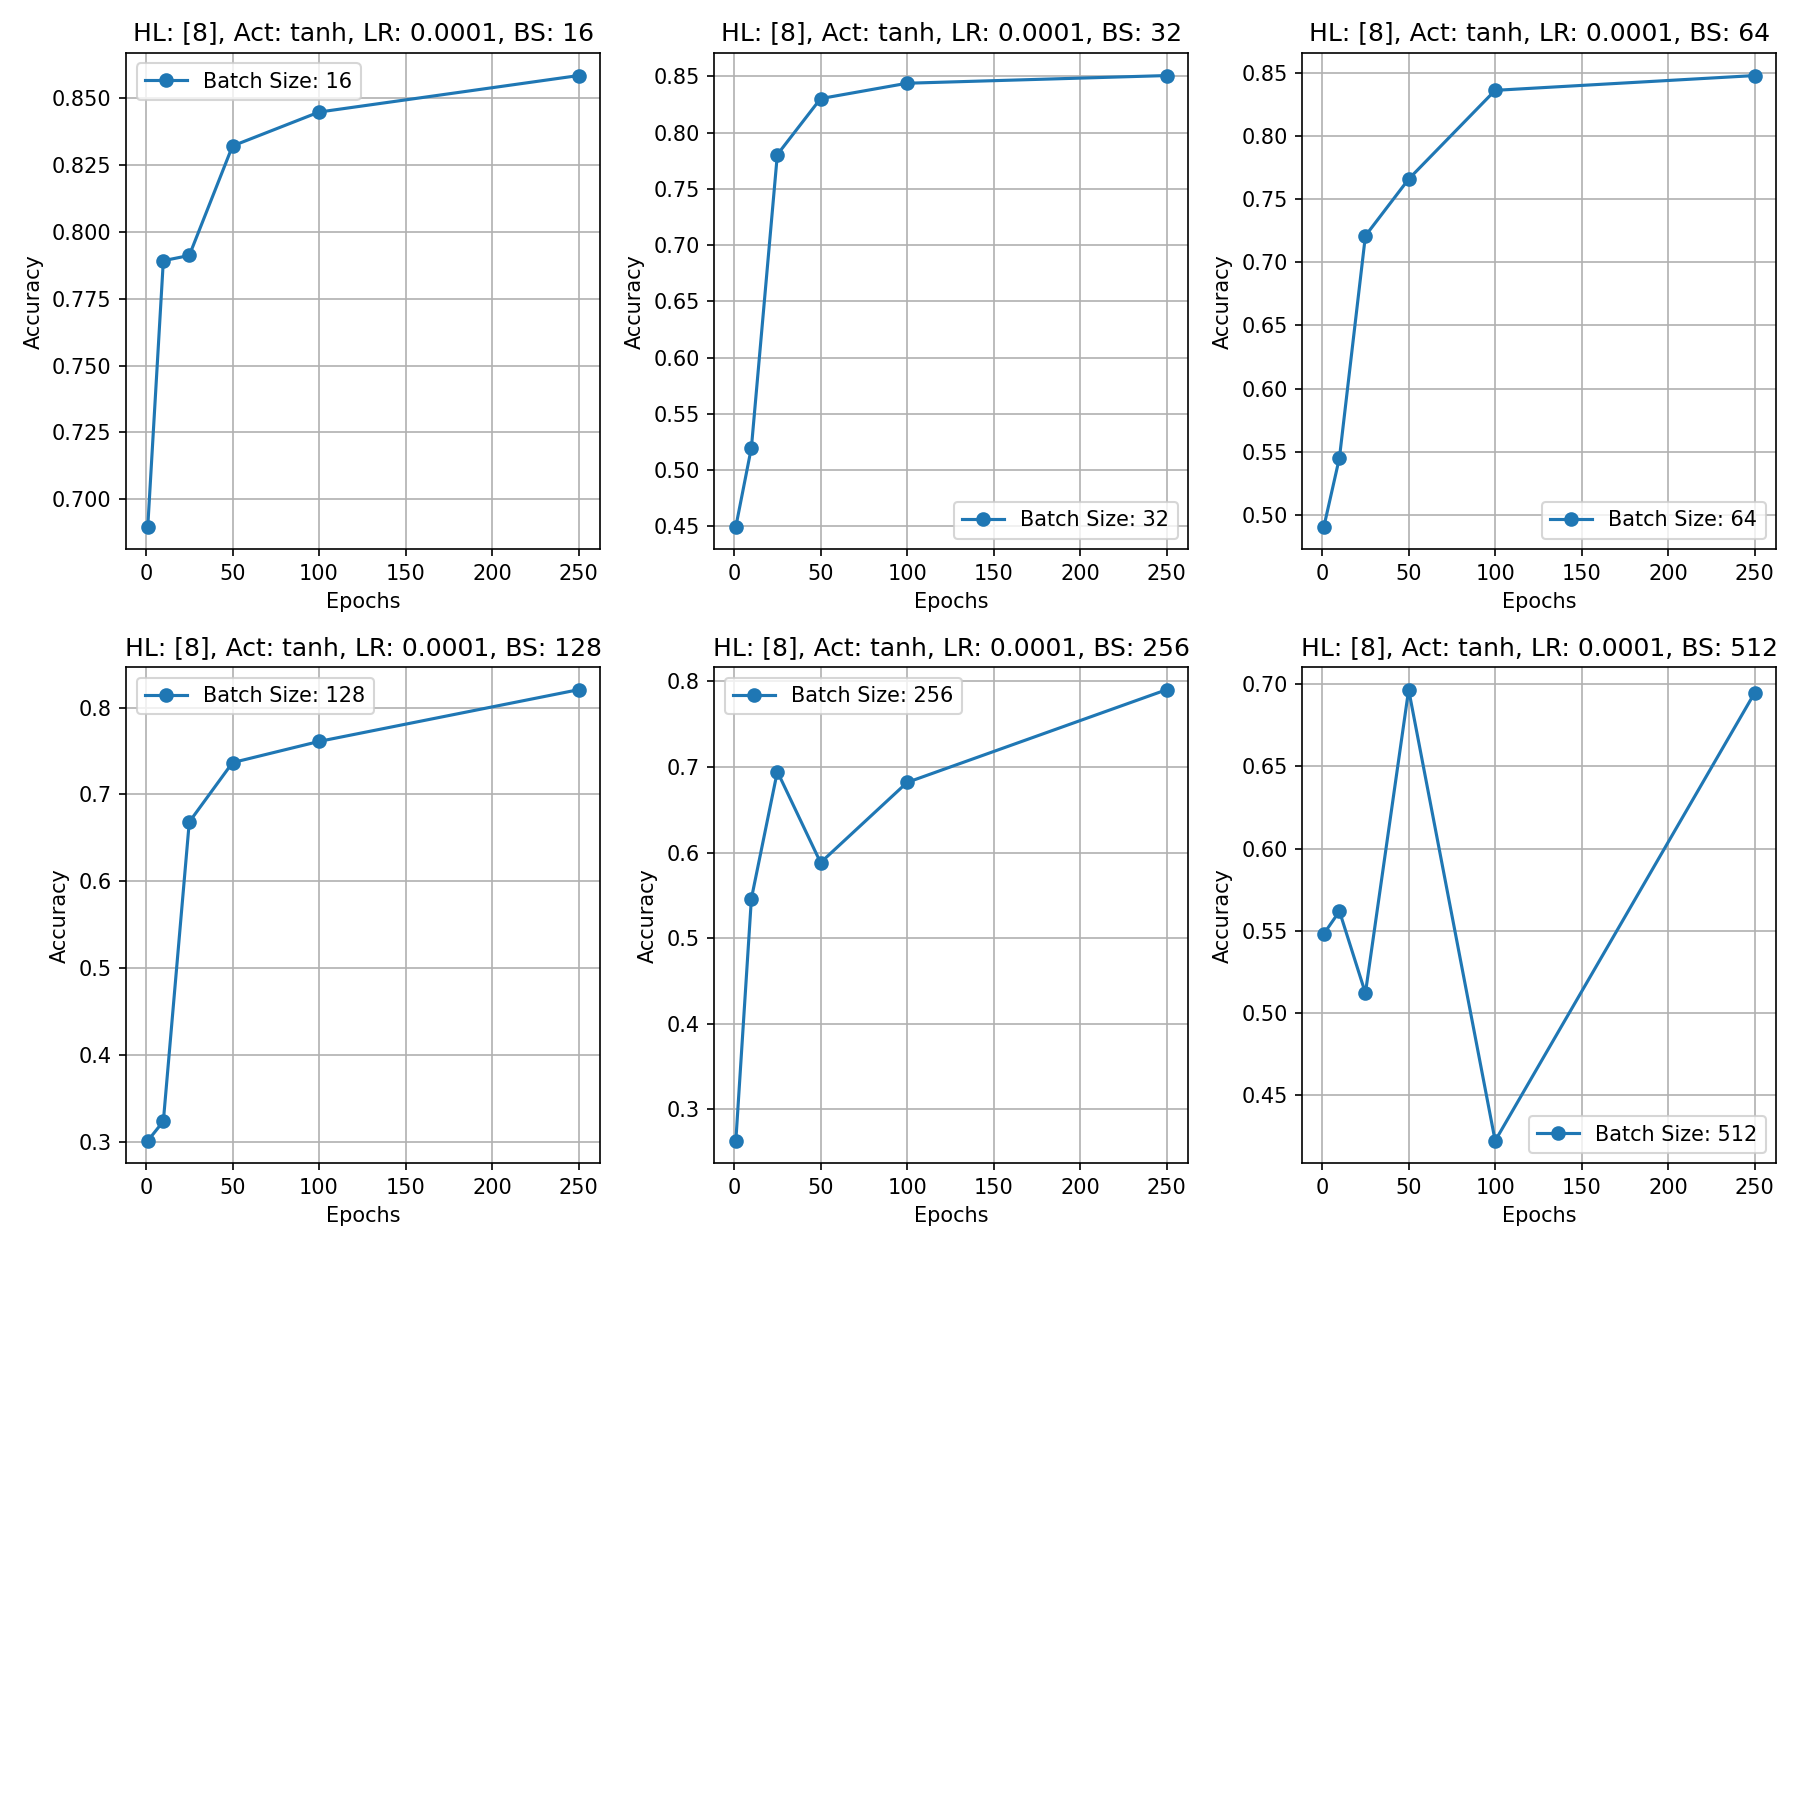 HL: [8], Act: tanh, LR: 0.0001, BS: 16
Batch Size: 16
Accuracy
0.850
0.825
0.800
0.775
0.750
0.725
0.700
0 50 100 150 200 250
Epochs
HL: [8], Act: tanh, LR: 0.0001, BS: 32
Accuracy
0.85
0.80
0.75
0.70
0.65
0.60
0.55
0.50
0.45
Batch Size: 32
0 50 100 150 200 250
Epochs
HL: [8], Act: tanh, LR: 0.0001, BS: 64
Accuracy
0.85
0.80
0.75
0.70
0.65
0.60
0.55
0.50
Batch Size: 64
0 50 100 150 200 250
Epochs
HL: [8], Act: tanh, LR: 0.0001, BS: 128
Batch Size: 128
Accuracy
0.8
0.7
0.6
0.5
0.4
0.3
0 50 100 150 200 250
Epochs
HL: [8], Act: tanh, LR: 0.0001, BS: 256
Batch Size: 256
Accuracy
0.8
0.7
0.6
0.5
0.4
0.3
0 50 100 150 200 250
Epochs
HL: [8], Act: tanh, LR: 0.0001, BS: 512
Accuracy
0.70
0.65
0.60
0.55
0.50
0.45
Batch Size: 512
0 50 100 150 200 250
Epochs